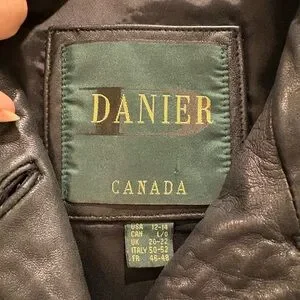 DANIER
CANADA
USA 12-14
CAN L/G
UK 20-22
ITALY 50-52
FR 46-48